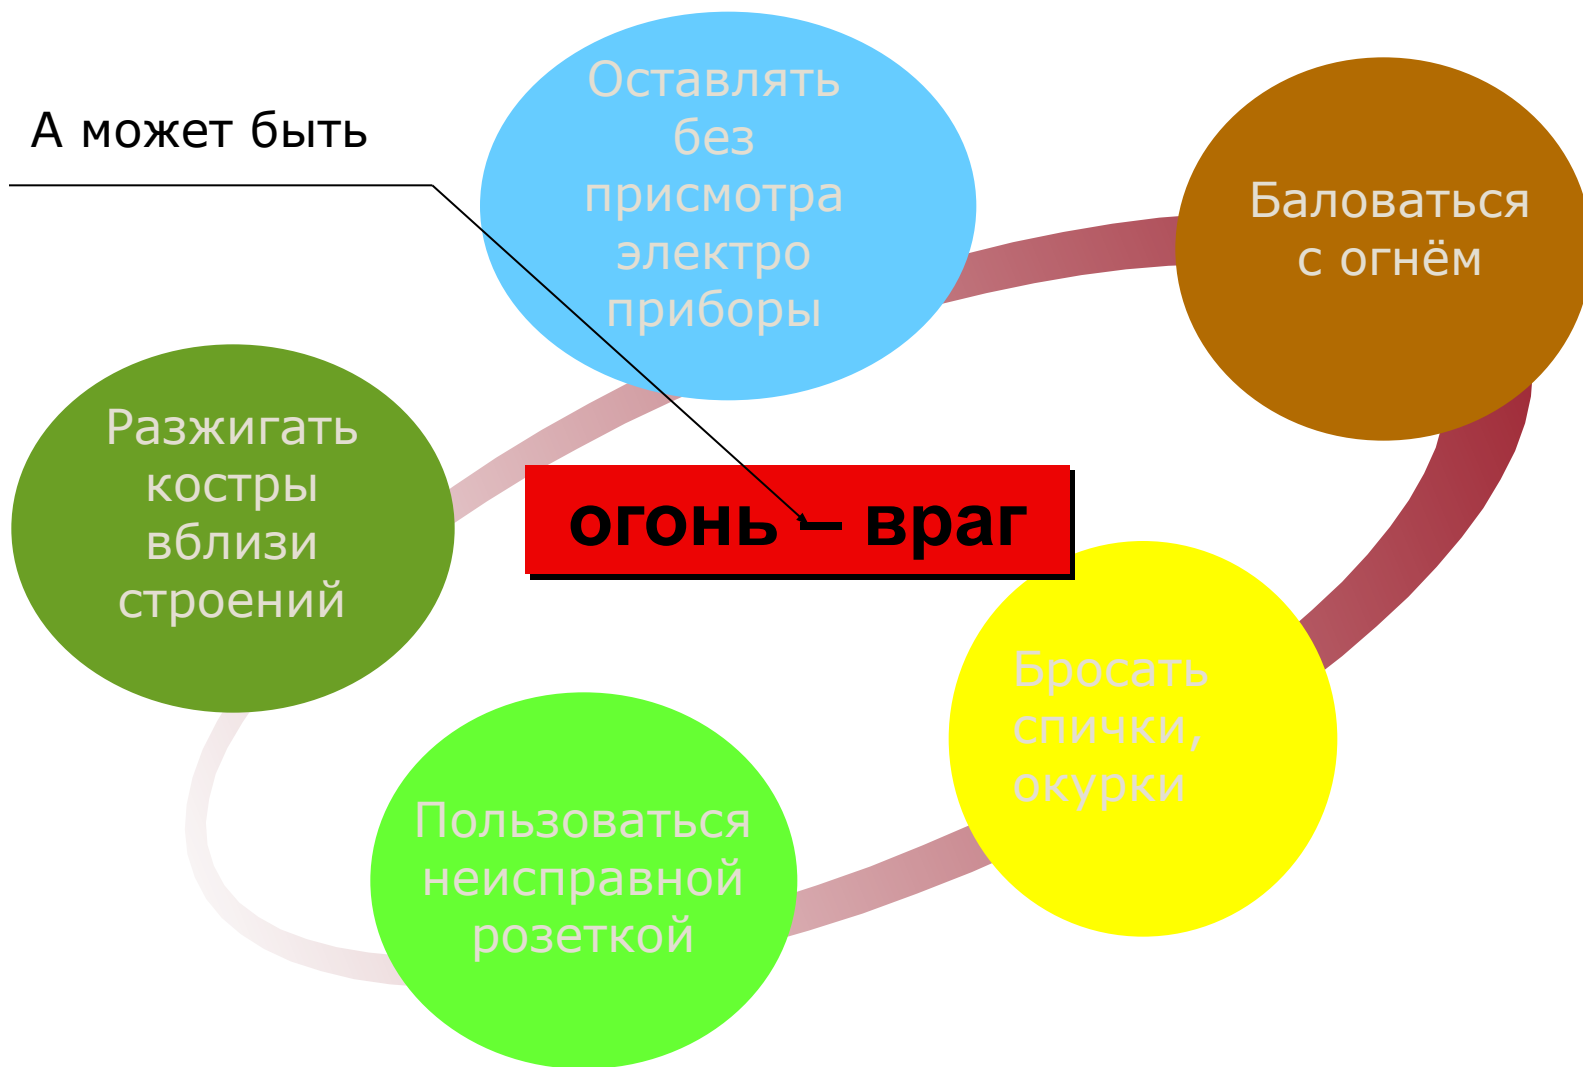 А может быть
Оставлять
без
присмотра
электро
приборы
Баловаться
с огнём
Разжигать
костры
вблизи
строений
огонь – враг
Бросать
спички,
окурки
Пользоваться
неисправной
розеткой